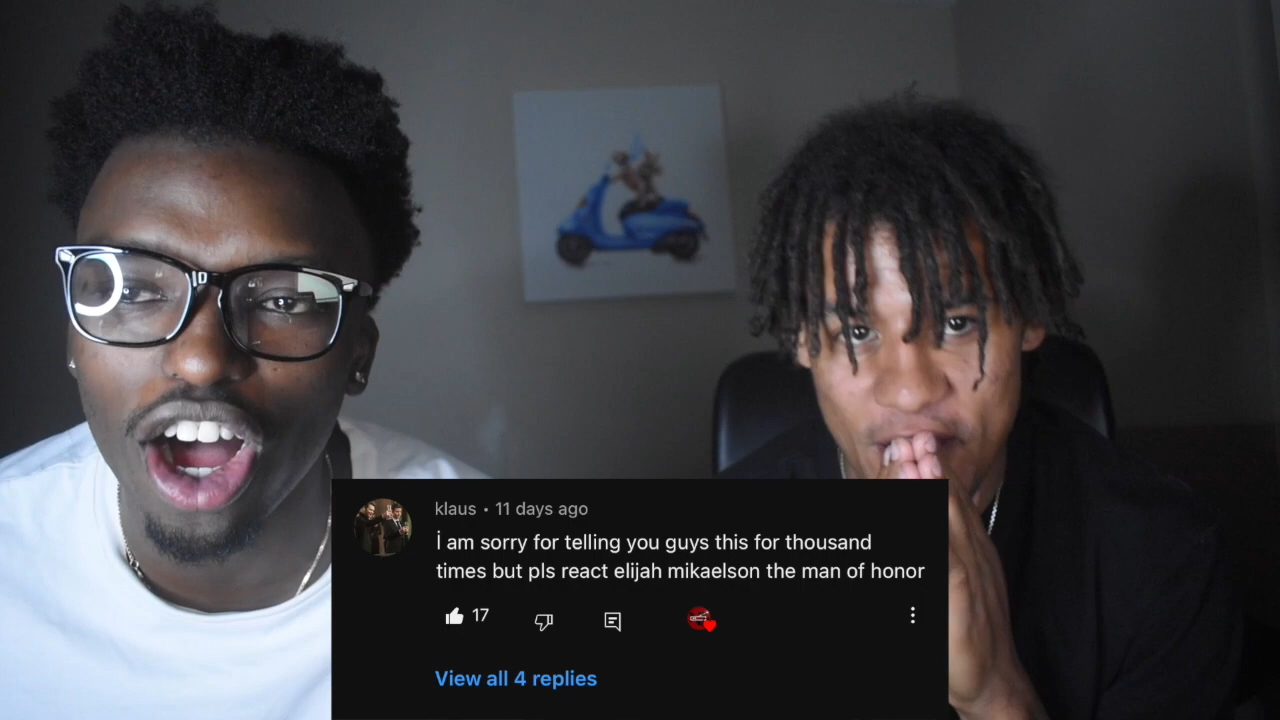 klaus • 11 days ago
İ am sorry for telling you guys this for thousand
times but pls react elijah mikaelson the man of honor
17
View all 4 replies